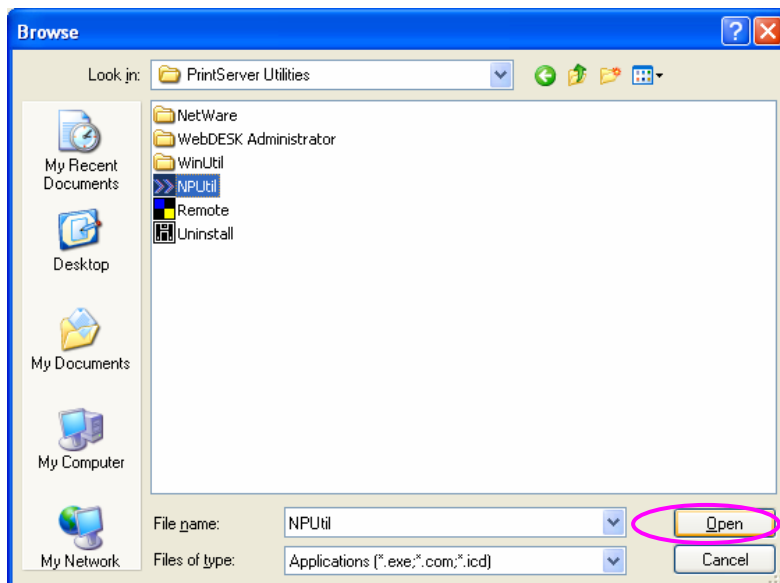 Browse
Look in: PrintServer Utilities
My Recent
Documents
Desktop
My Documents
My Computer
My Network
NetWare
WebDESK Administrator
WinUtil
NPUtil
Remote
Uninstall
File name: NPUtil Open
Files of type: Applications (*.exe;*.com;*.icd) Cancel